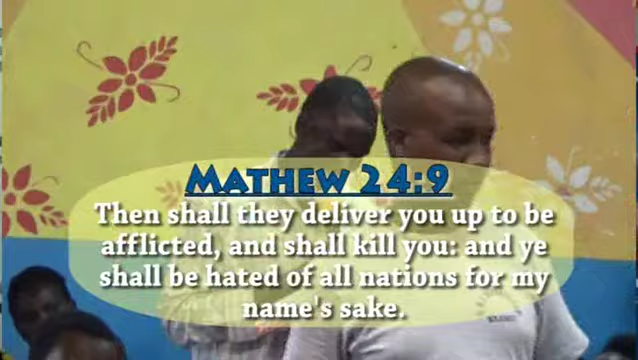 MATHEW 24:9
Then shall they deliver you up to be
afflicted, and shall kill you: and ye
shall be hated of all nations for my
name's sake.